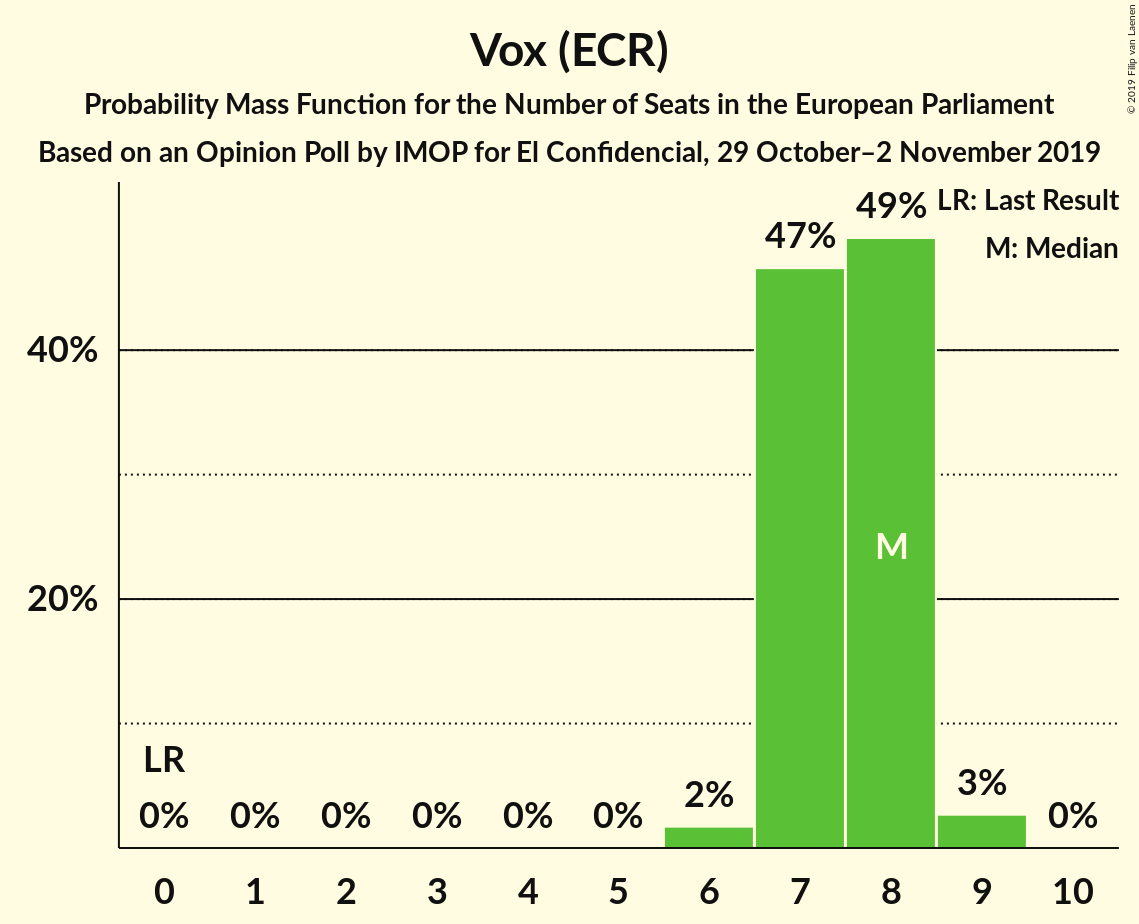 Vox (ECR)
Probability Mass Function for the Number of Seats in the European Parliament
Based on an Opinion Poll by IMOP for El Confidencial, 29 October–2 November 2019
© 2019 Filip van Laenen
LR: Last Result
M: Median
49%
47%
40%
M
20%
LR
0% 0% 0% 0% 0% 0% 2% 3% 0%
0 1 2 3 4 5 6 7 8 9 10